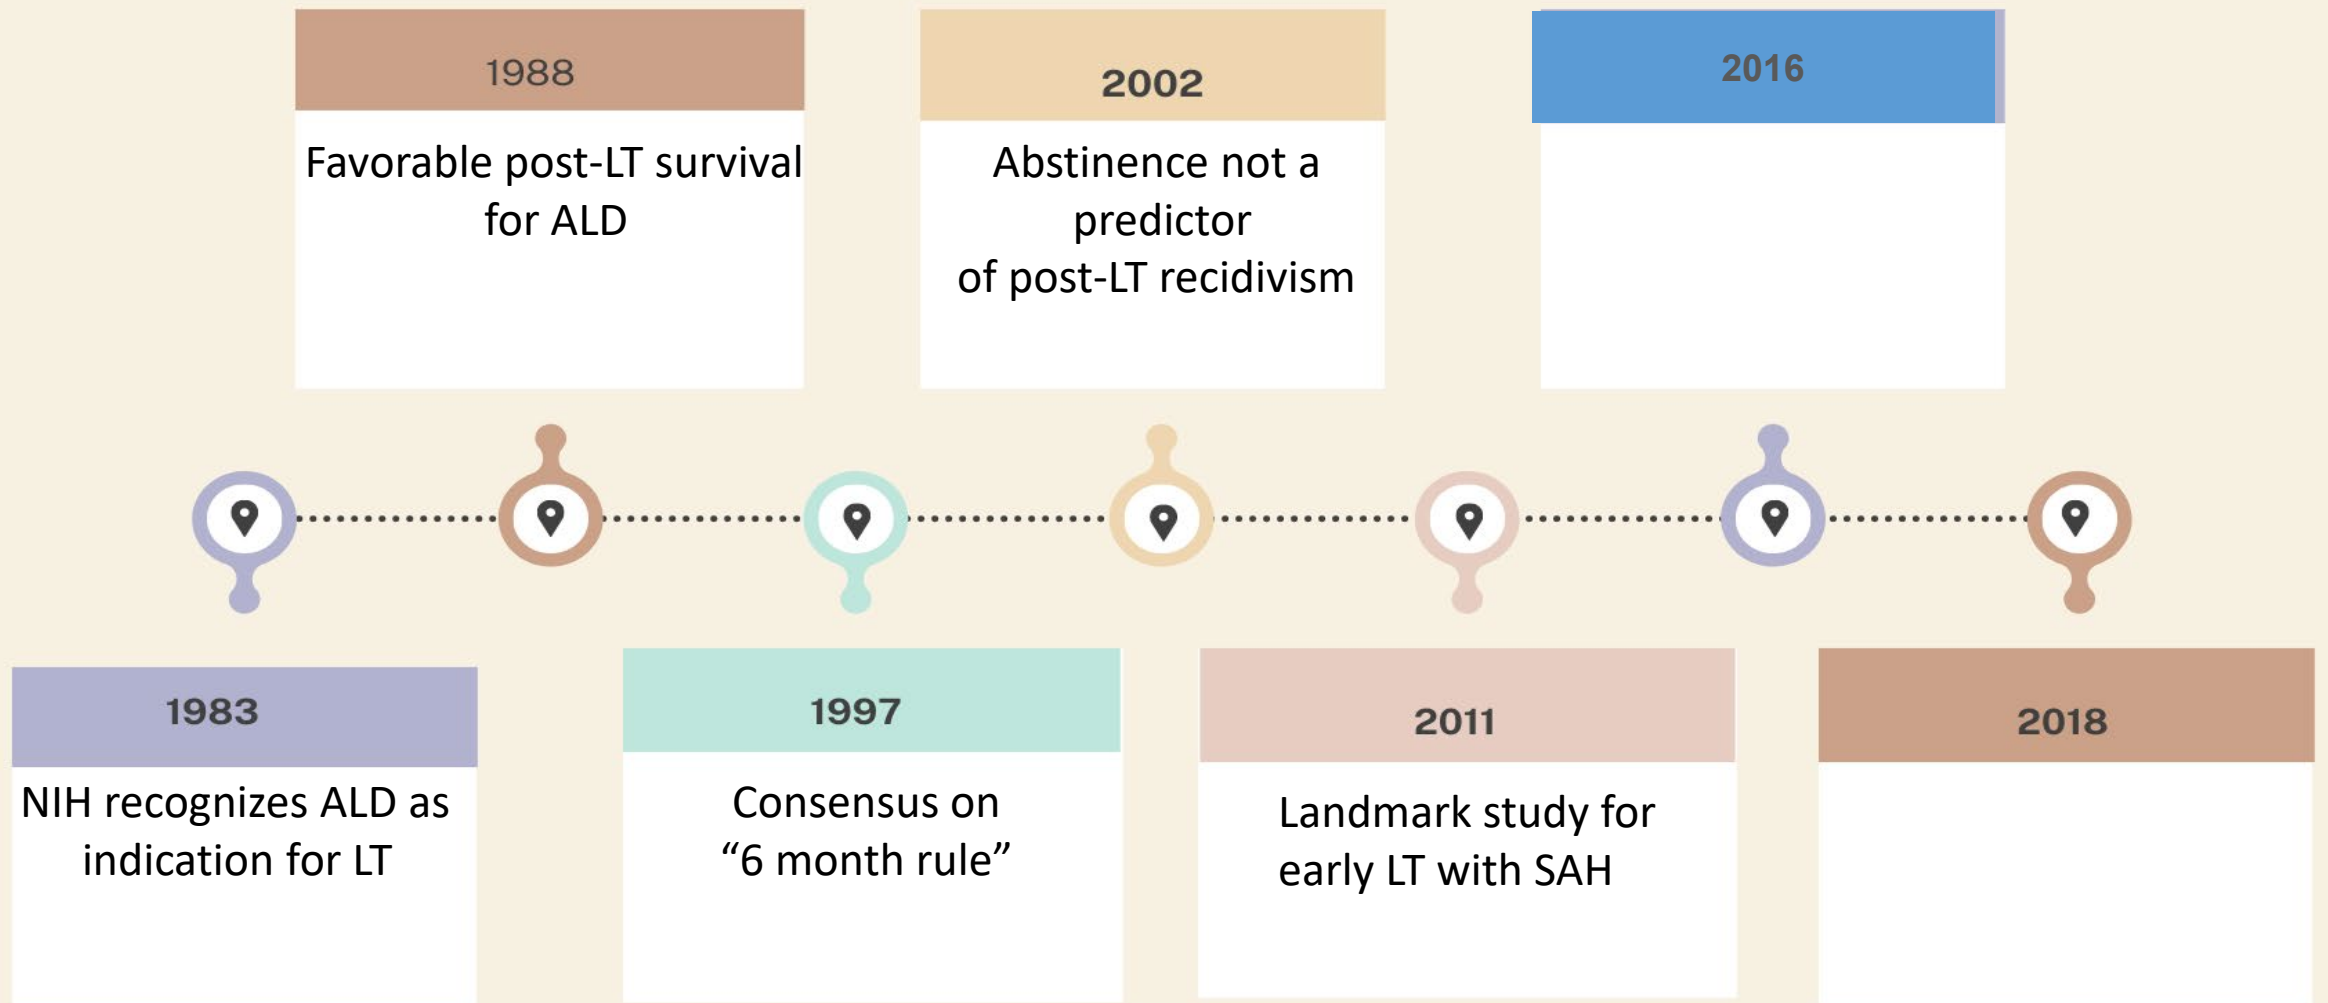 1988
Favorable post-LT survival
for ALD
2002
Abstinence not a
predictor
of post-LT recidivism
2016
1983
NIH recognizes ALD as
indication for LT
1997
Consensus on
“6 month rule”
2011
Landmark study for
early LT with SAH
2018